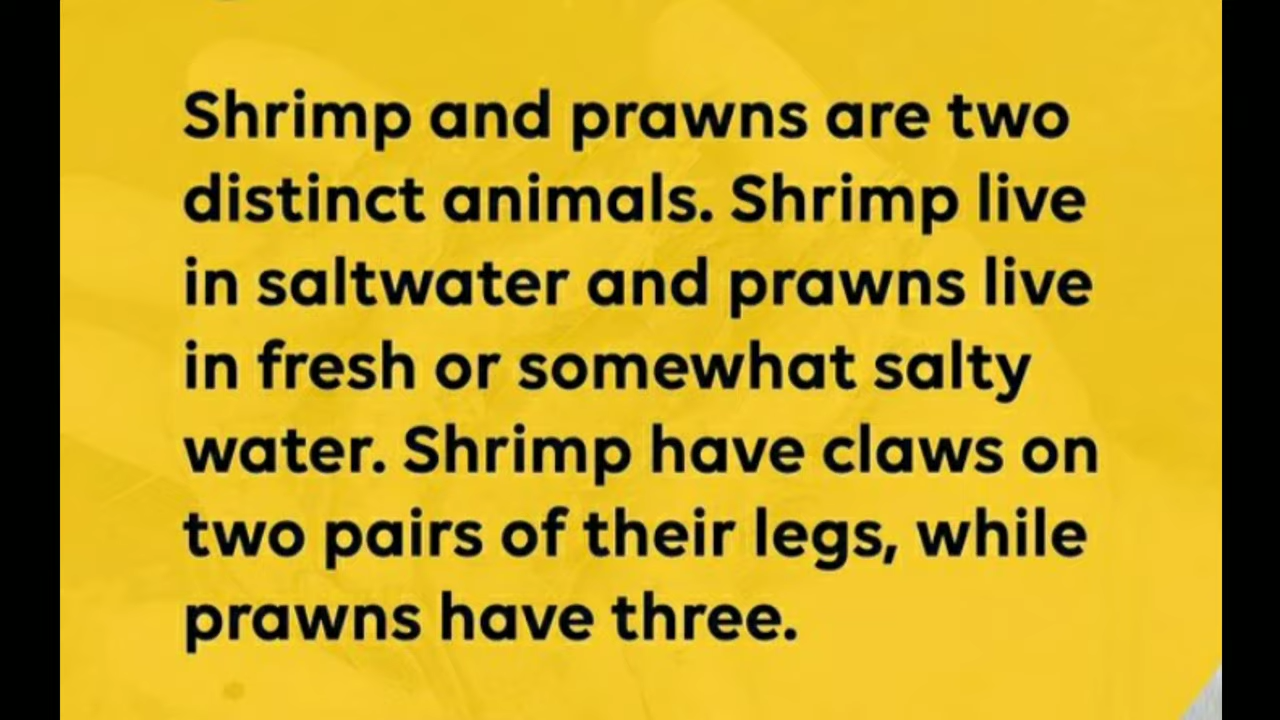 Shrimp and prawns are two
distinct animals. Shrimp live
in saltwater and prawns live
in fresh or somewhat salty
water. Shrimp have claws on
two pairs of their legs, while
prawns have three.